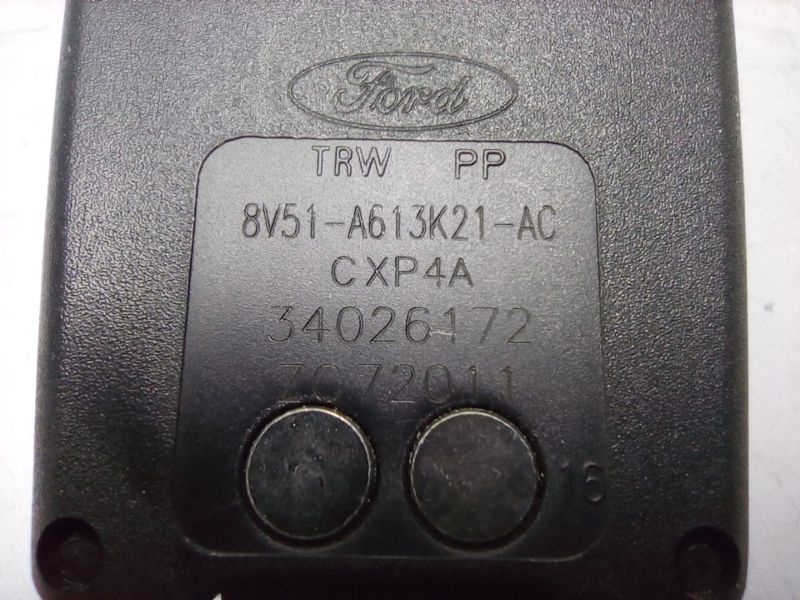 Ford
TRW PP
8V51-A613K21-AC
CXP4A
34026172
ZC72011
16